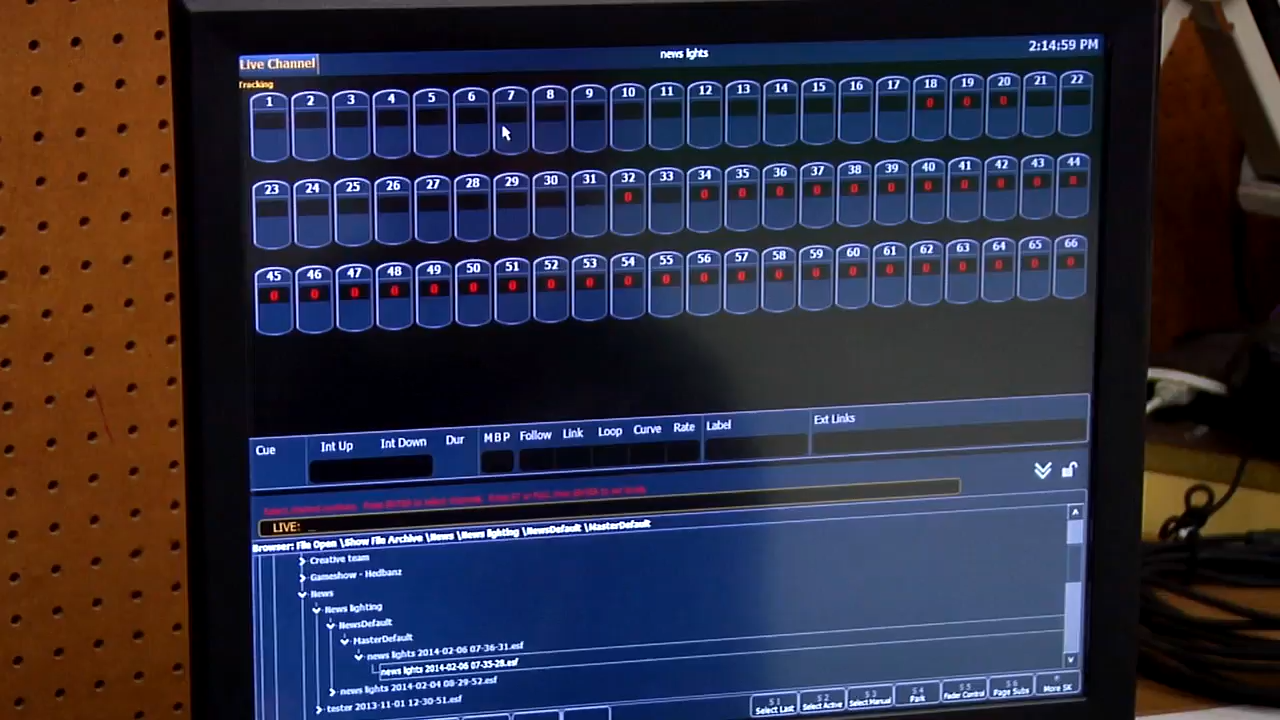 news lights
2:14:59 PM
Live Channel
Tracking
1 2 3 4 5 6 7 8 9 10 11 12 13 14 15 16 17 18 19 20 21 22
0 0 0
23 24 25 26 27 28 29 30 31 32 33 34 35 36 37 38 39 40 41 42 43 44
0 0 0 0 0 0 0 0 0 0 0 0
45 46 47 48 49 50 51 52 53 54 55 56 57 58 59 60 61 62 63 64 65 66
0 0 0 0 0 0 0 0 0 0 0 0 0 0 0 0 0 0 0 0 0 0
Cue Int Up Int Down Dur M B P Follow Link Loop Curve Rate Label Ext Links
LIVE: _
Browser: File Open \Show File Archive \News \News lighting \NewsDefault \MasterDefault
Creative team
Gameshow - Hedbanz
News
News lighting
NewsDefault
MasterDefault
news lights 2014-02-06 07-36-31.esf
news lights 2014-02-06 07-35-28.esf
news lights 2014-02-04 08-29-52.esf
tester 2013-11-01 12-30-51.esf
S 1 S 2 S 3 S 4 S 5 S 6
Select Last Select Active Select Manual Park Fader Control Page Subs More SK